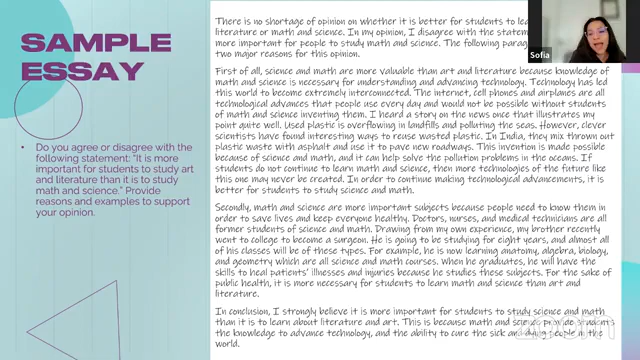 SAMPLE
ESSAY
• Do you agree or disagree with the
following statement: "It is more
important for students to study art
and literature than it is to study
math and science." Provide
reasons and examples to support
your opinion.
There is no shortage of opinion on whether it is better for students to
literature or math and science. In my opinion, I disagree with the
more important for people to study math and science. The following
two major reasons for this opinion.
First of all, science and math are more valuable than art and literature because knowledge of
math and science is necessary for understanding and advancing technology. Technology has led
this world to become extremely interconnected. The internet, cell phones and airplanes are all
technological advances that people use every day and would not be possible without students
of math and science inventing them. I heard a story on the news once that illustrates my
point quite well. Used plastic is overflowing in landfills and polluting the seas. However, clever
scientists have found interesting ways to reuse wasted plastic. In India, they mix thrown out
plastic waste with asphalt and use it to pave new roadways. This invention is made possible
because of science and math, and it can help solve the pollution problems in the oceans. If
students do not continue to learn math and science, then more technologies of the future like
this one may never be created. In order to continue making technological advancements, it is
better for students to study science and math.
Secondly, math and science are more important subjects because people need to know them in
order to save lives and keep everyone healthy. Doctors, nurses, and medical technicians are all
former students of science and math. Drawing from my own experience, my brother recently
went to college to become a surgeon. He is going to be studying for eight years, and almost all
of his classes will be of these types. For example, he is now learning anatomy, algebra, biology,
and geometry which are all science and math courses. When he graduates, he will have the
skills to heal patients' illnesses and injuries because he studies these subjects. For the sake of
public health, it is more necessary for students to learn math and science than art and
literature.
In conclusion, I strongly believe it is more important for students to study science and math
than it is to learn about literature and art. This is because math and science provide students
the knowledge to advance technology, and the ability to cure the sick and injured people in the
world.
Sofia
zoom